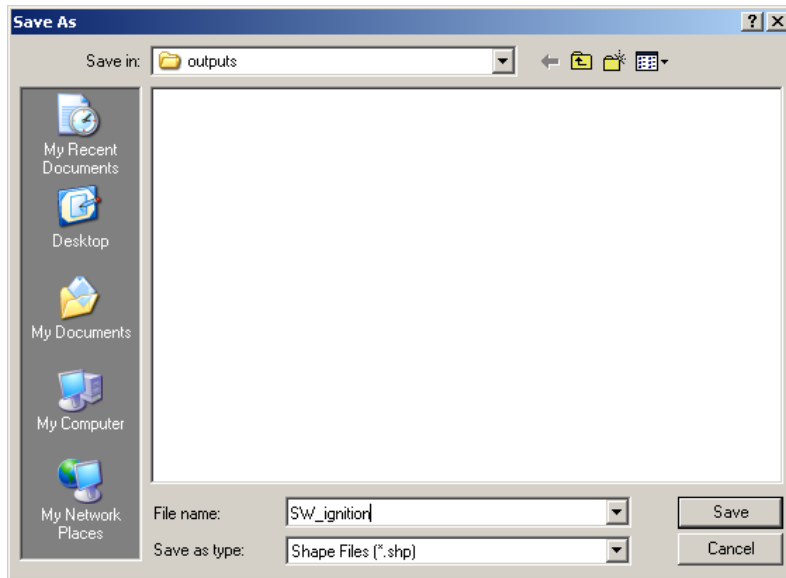 Save As
Save in:
outputs
My Recent
Documents
Desktop
My Documents
My Computer
My Network
Places
File name:
SW_ignition
Save
Save as type:
Shape Files (*.shp)
Cancel